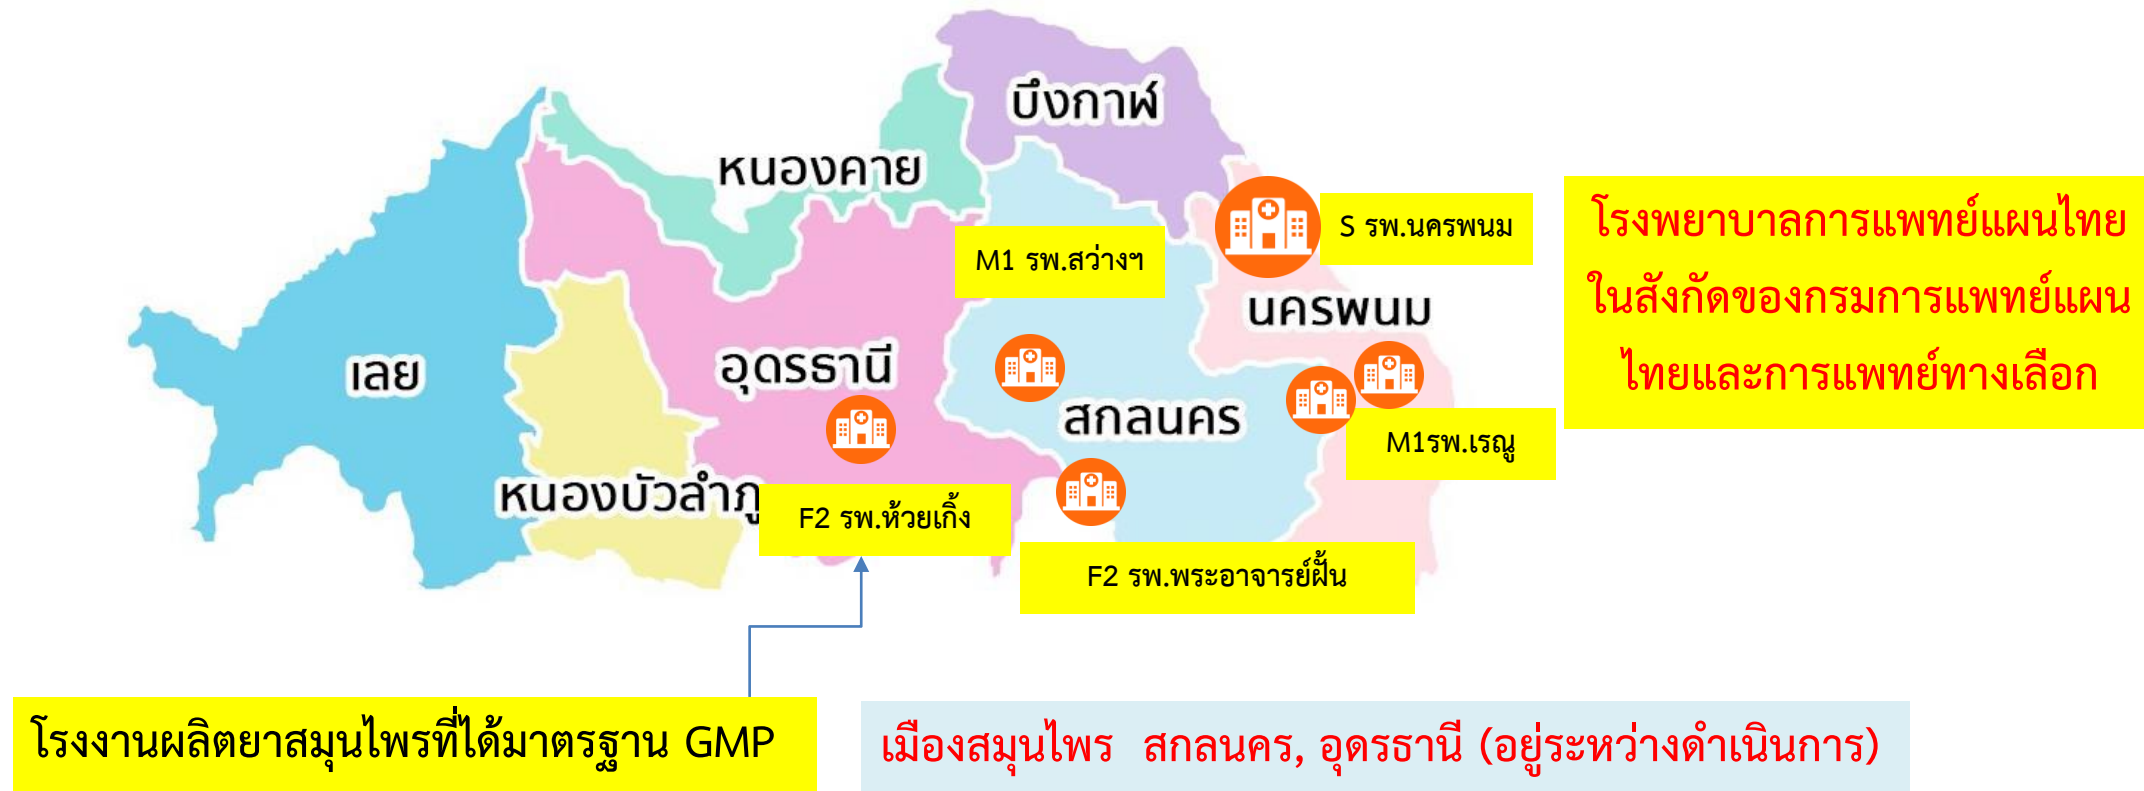 บึงกาฬ
หนองคาย
S รพ.นครพนม
M1 รพ.สว่างฯ
นครพนม
เลย
อุดรธานี
สกลนคร
M1รพ.เรณู
หนองบัวลำภู
F2 รพ.ห้วยเกิ้ง
F2 รพ.พระอาจารย์ฝั้น
โรงพยาบาลการแพทย์แผนไทย
ในสังกัดของกรมการแพทย์แผน
ไทยและการแพทย์ทางเลือก
โรงงานผลิตยาสมุนไพรที่ได้มาตรฐาน GMP
เมืองสมุนไพร สกลนคร, อุดรธานี (อยู่ระหว่างดำเนินการ)